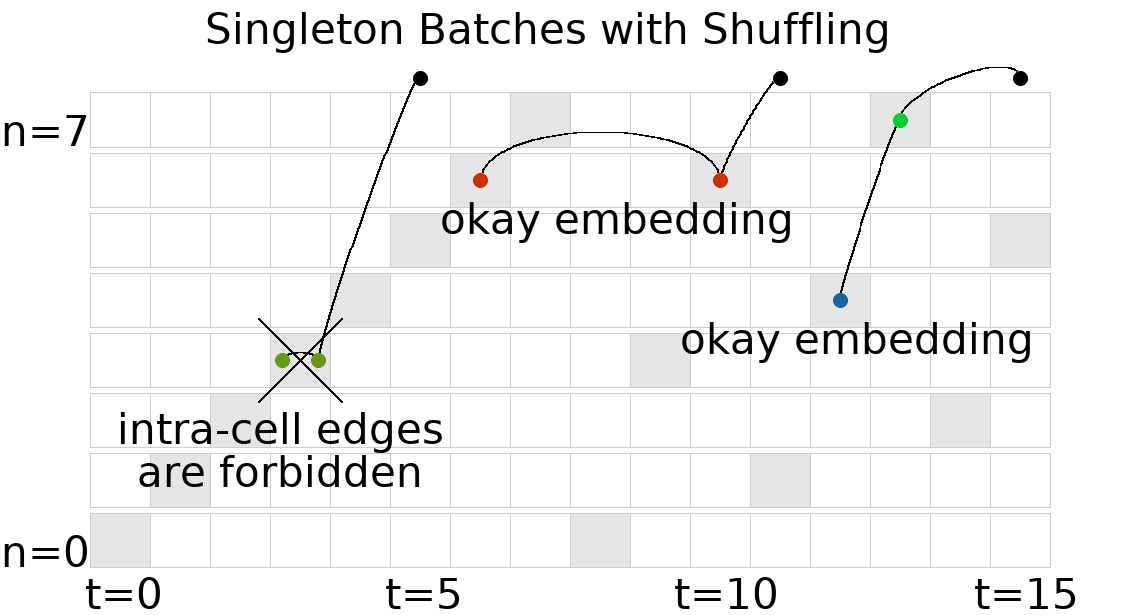 Singleton Batches with Shuffling
n=7
okay embedding
okay embedding
intra-cell edges
are forbidden
n=0
t=0 t=5 t=10 t=15